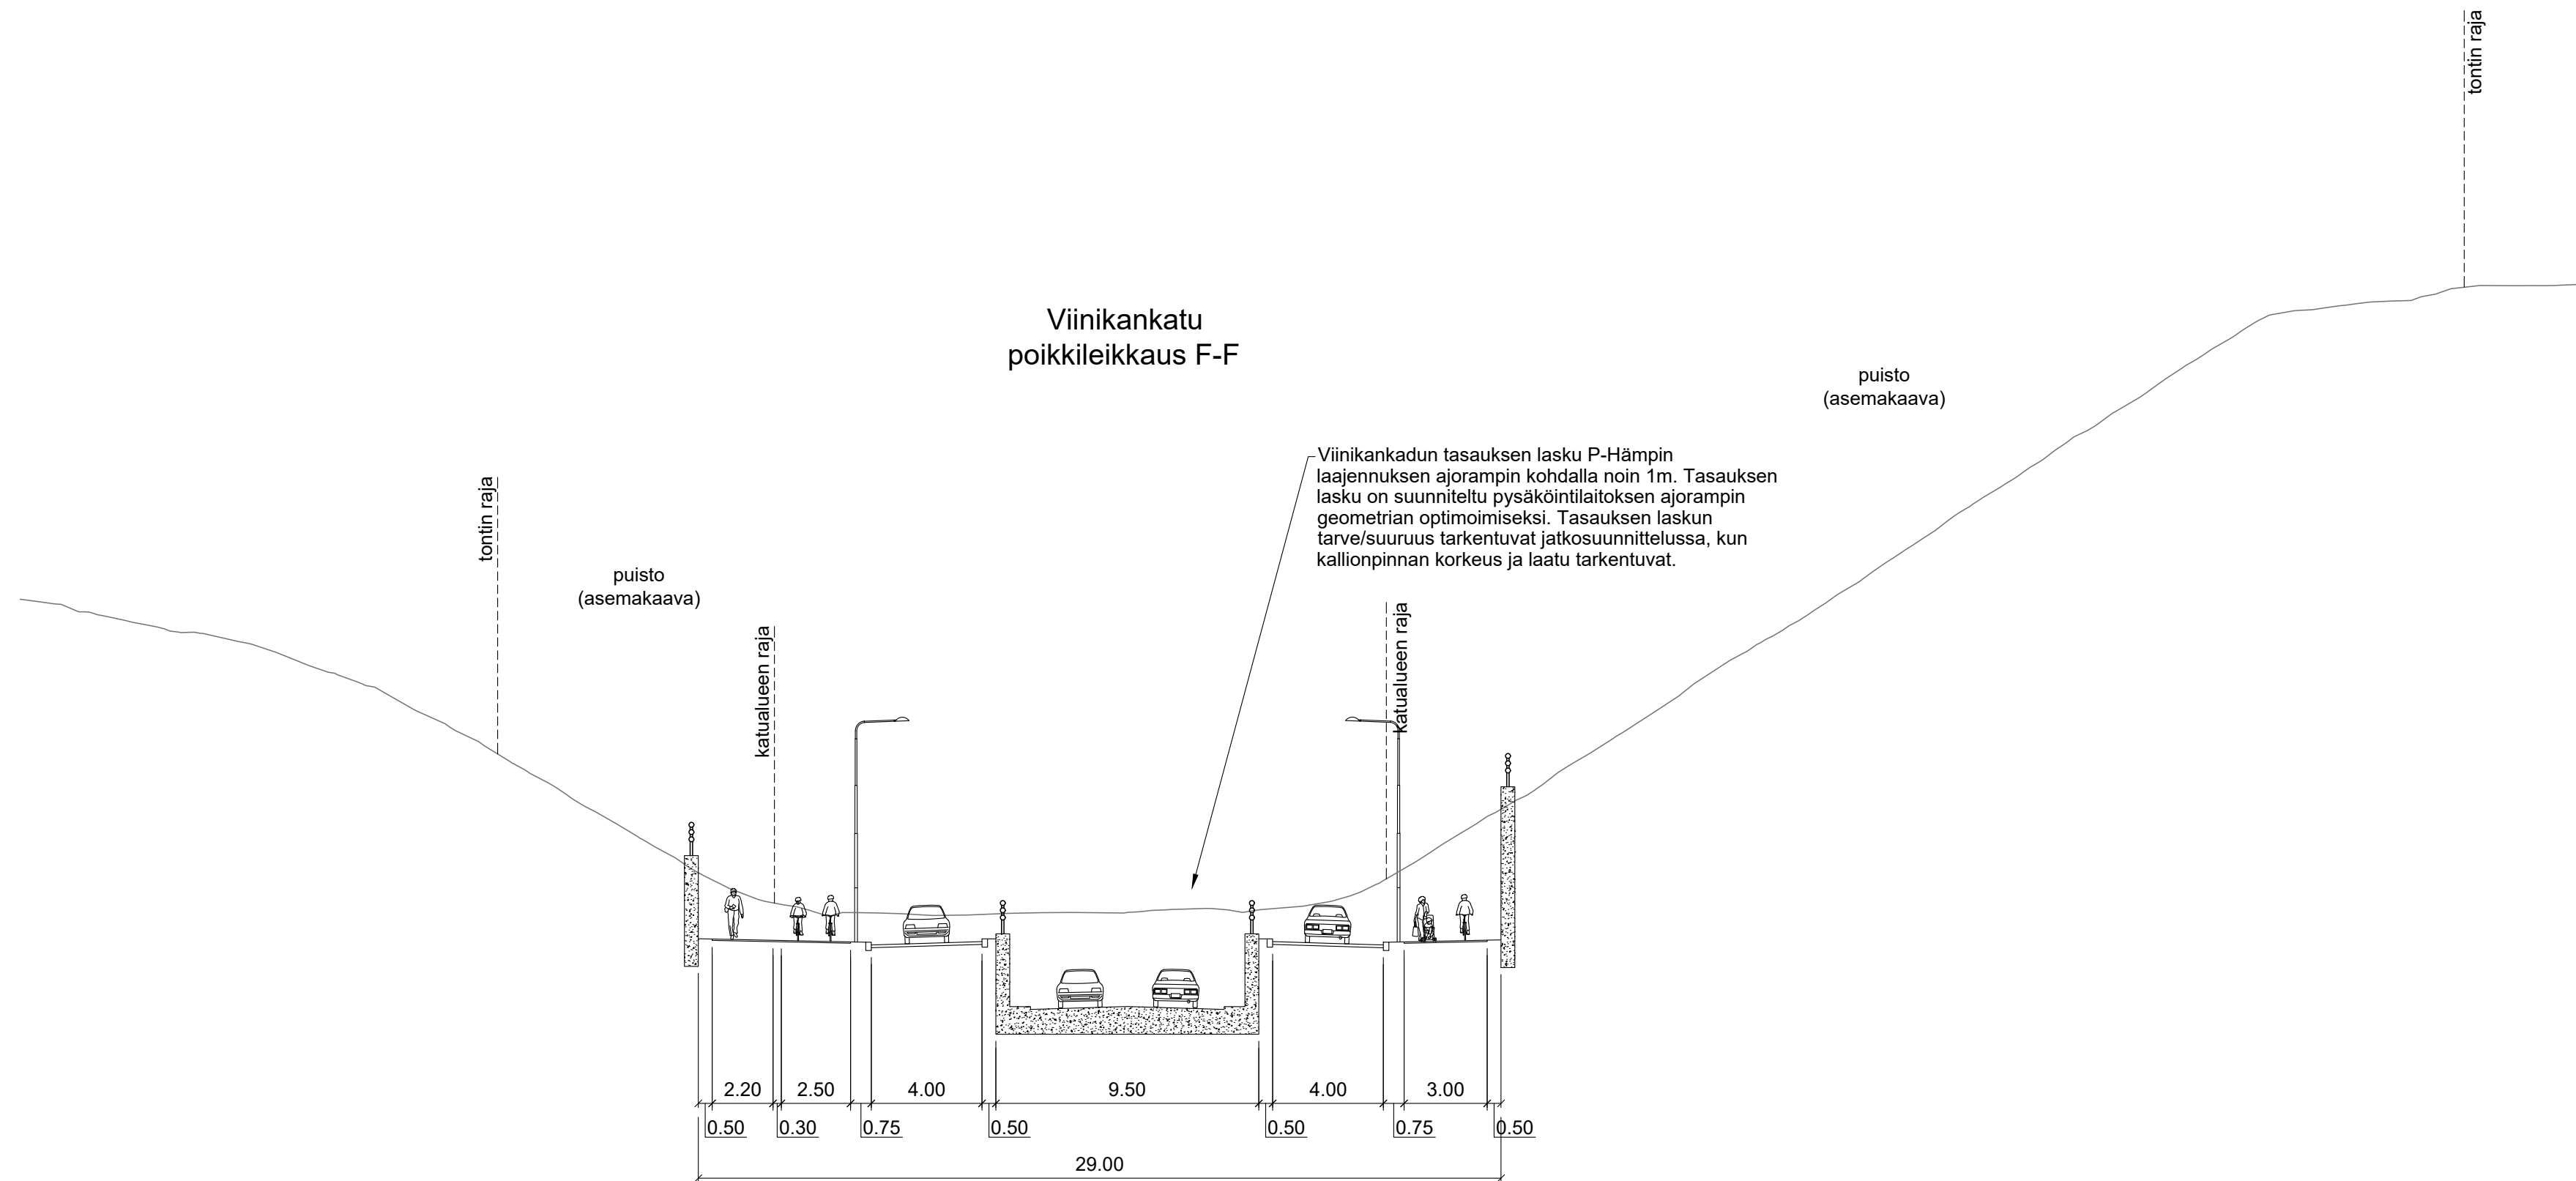 tontin raja
Viinikankatu
poikkileikkaus F-F
puisto
(asemakaava)
Viinikankadun tasauksen lasku P-Hämpin
laajennuksen ajorampin kohdalla noin 1m. Tasauksen
lasku on suunniteltu pysäköintilaitoksen ajorampin
geometrian optimoimiseksi. Tasauksen laskun
tarve/suuruus tarkentuvat jatkosuunnittelussa, kun
kallionpinnan korkeus ja laatu tarkentuvat.
tontin raja
puisto
(asemakaava)
katualueen raja
katualueen raja
2.20 2.50 4.00 9.50 4.00 3.00
0.50 0.30 0.75 0.50 0.50 0.75 0.50
29.00